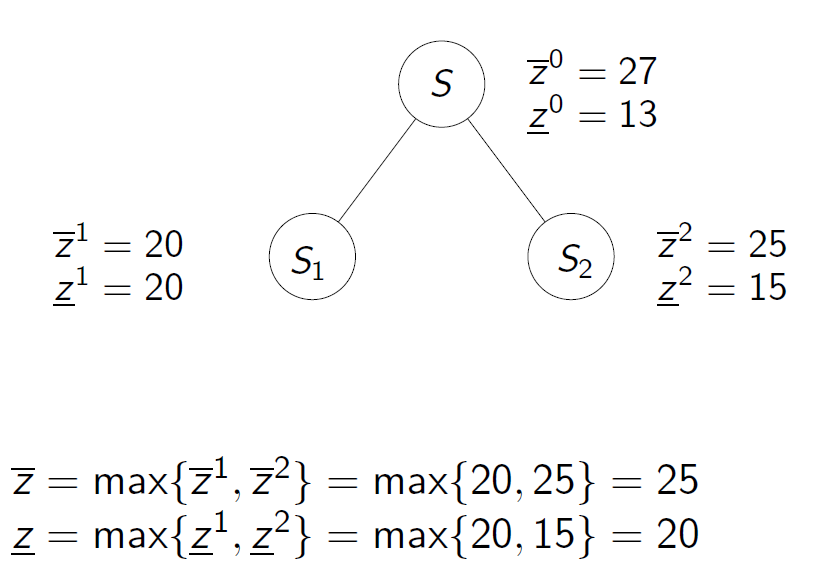 S
z̅⁰ = 27
z̲⁰ = 13
z̅¹ = 20
z̲¹ = 20
S₁
S₂
z̅² = 25
z̲² = 15
z̅ = max{z̅¹, z̅²} = max{20, 25} = 25
z̲ = max{z̲¹, z̲²} = max{20, 15} = 20